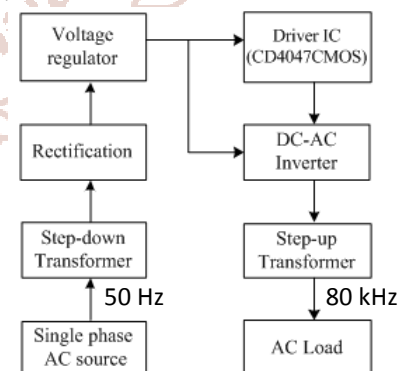 Voltage
regulator
Driver IC
(CD4047CMOS)
Rectification
DC-AC
Inverter
Step-down
Transformer
Step-up
Transformer
50 Hz
80 kHz
Single phase
AC source
AC Load